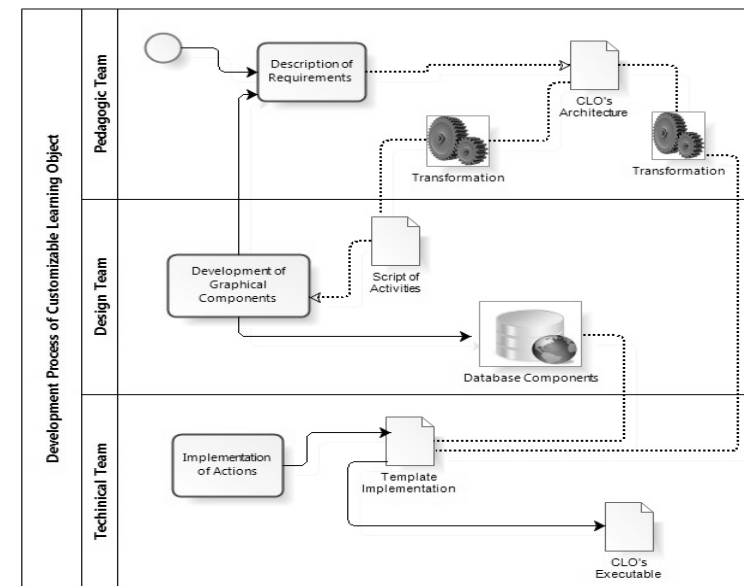 Development Process of Customizable Learning Object
Pedagogic Team
Description of
Requirements
CLO's
Architecture
Transformation
Transformation
Design Team
Development of
Graphical
Components
Script of
Activities
Database Components
Techinical Team
Implementation
of Actions
Template
Implementation
CLO's
Executable